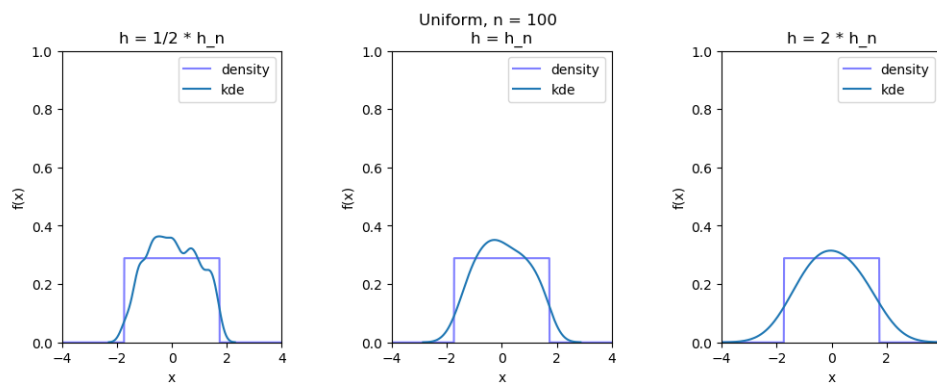 Uniform, n = 100
h = 1/2 * h_n
h = h_n
h = 2 * h_n
1.0
0.8
0.6
0.4
0.2
0.0
f(x)
density
kde
−4
−2
0
2
4
x
1.0
0.8
0.6
0.4
0.2
0.0
f(x)
density
kde
−4
−2
0
2
4
x
1.0
0.8
0.6
0.4
0.2
0.0
f(x)
density
kde
−4
−2
0
2
x